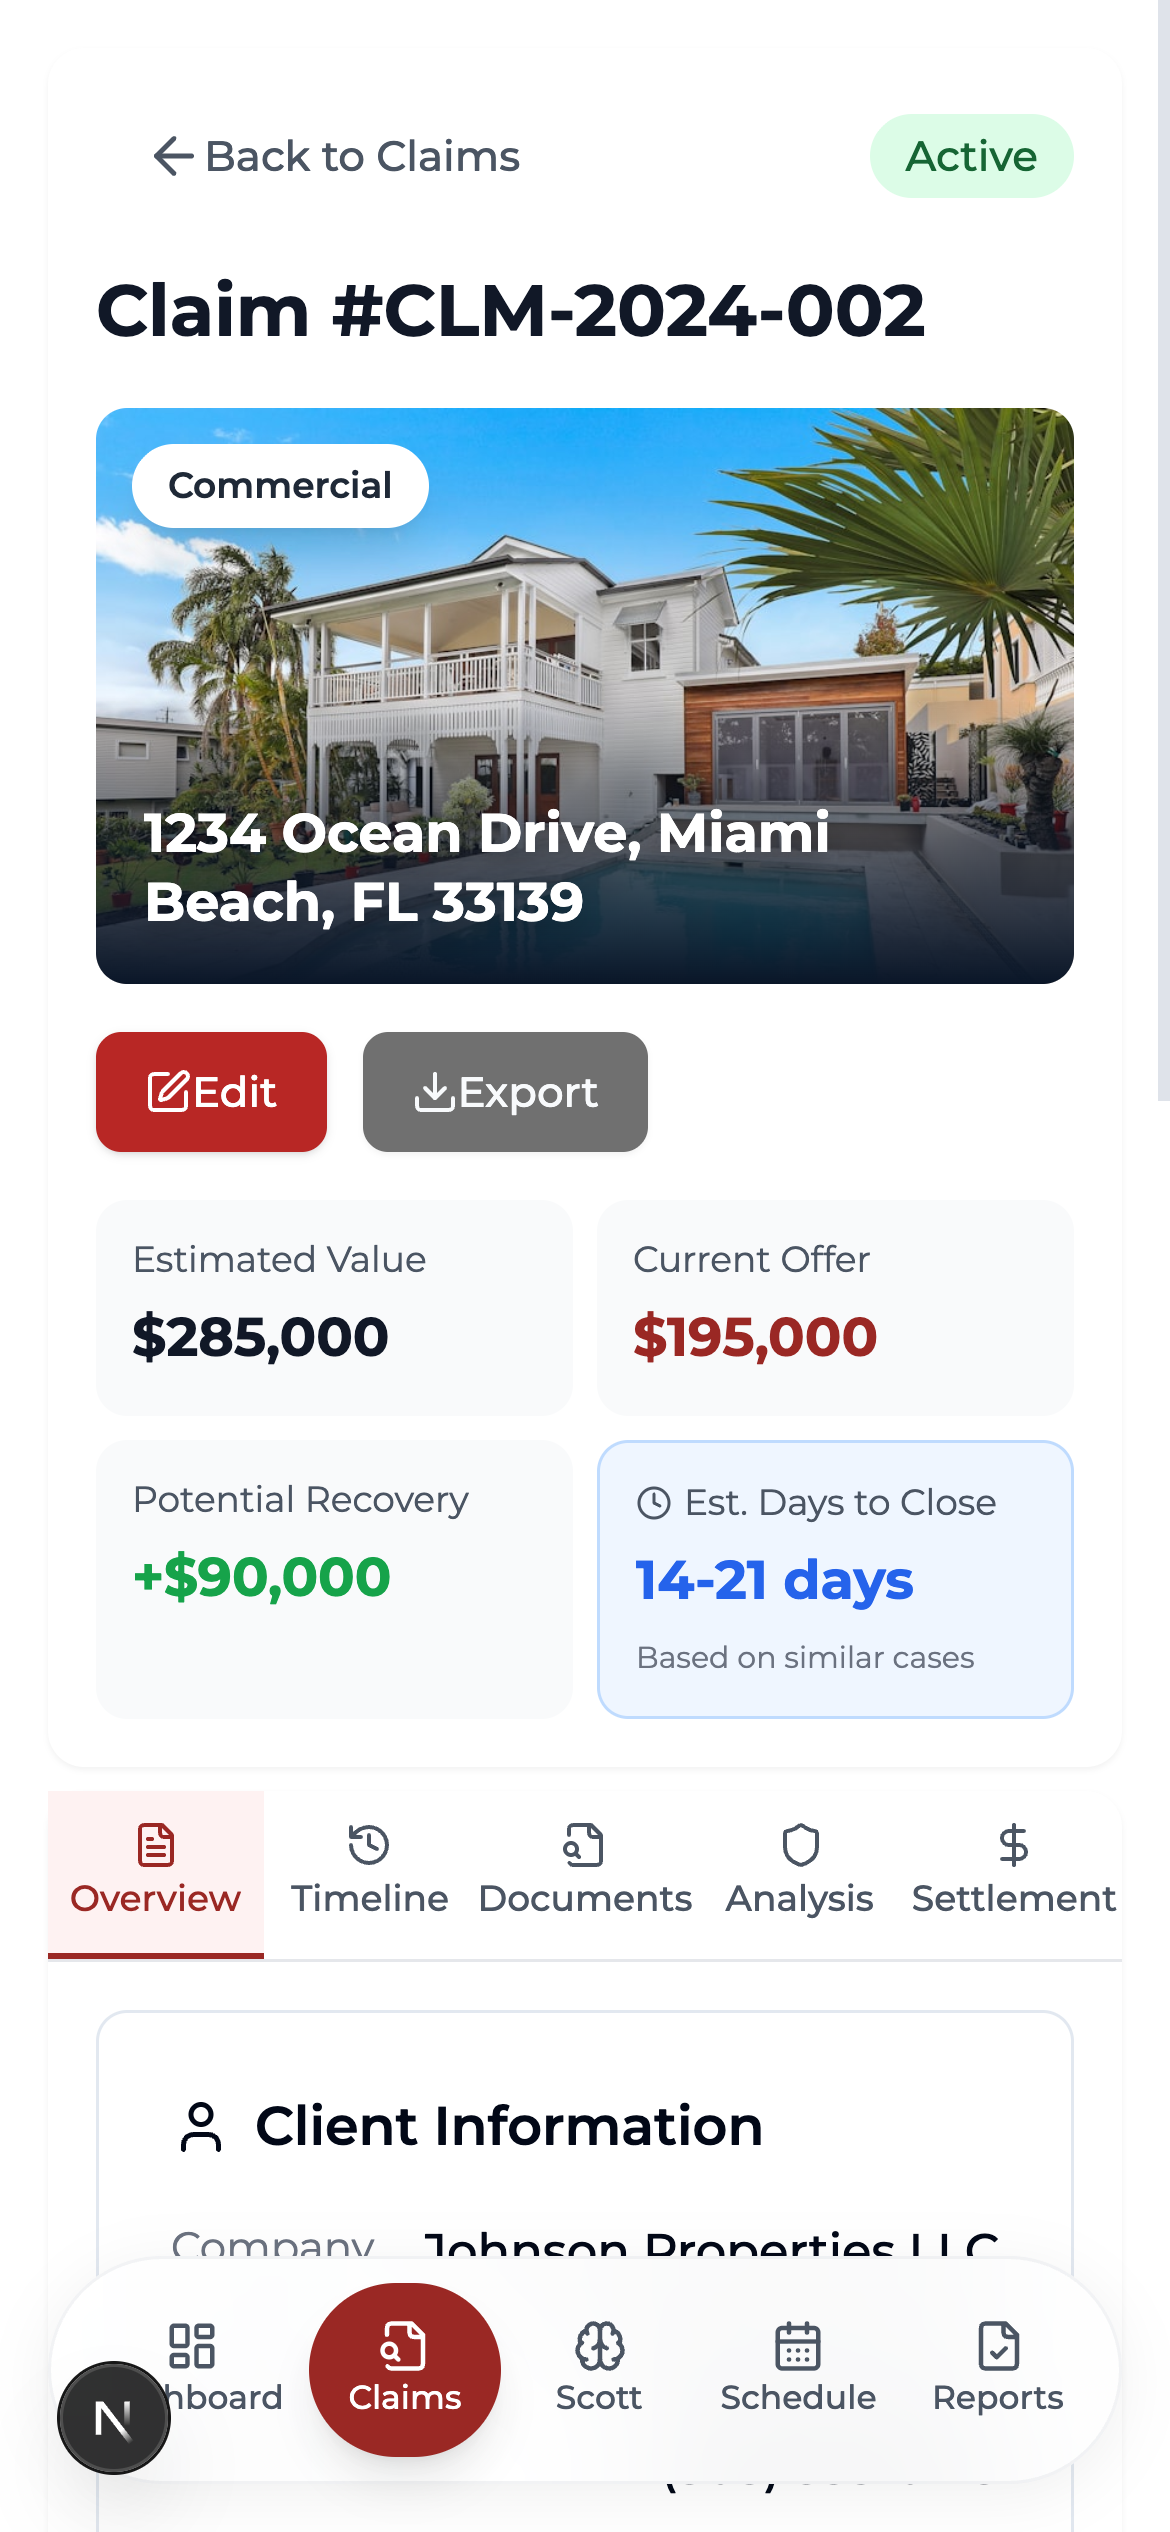 Back to Claims
Active
Claim #CLM-2024-002
Commercial
1234 Ocean Drive, Miami
Beach, FL 33139
Edit
Export
Estimated Value
Current Offer
$285,000
$195,000
Potential Recovery
Est. Days to Close
+$90,000
14-21 days
Based on similar cases
Overview
Timeline
Documents
Analysis
Settlement
Client Information
Company
Johnson Properties LLC
N
hboard
Claims
Scott
Schedule
Reports